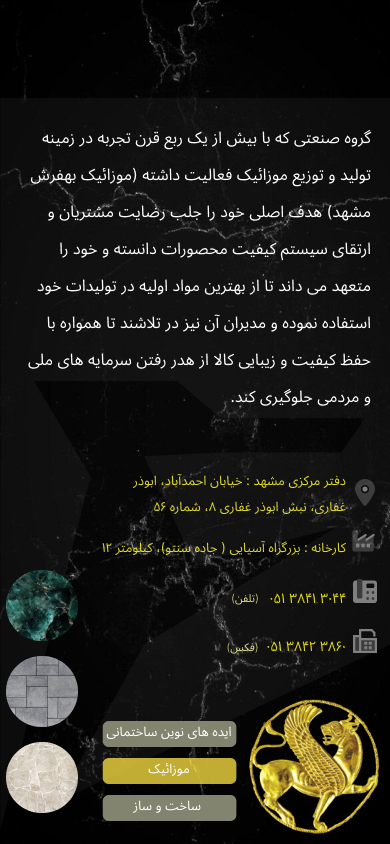 گروه صنعتی که با بیش از یک ربع قرن تجربه در زمینه
تولید و توزیع موزائیک فعالیت داشته (موزائیک بهفرش
مشهد) هدف اصلی خود را جلب رضایت مشتریان و
ارتقای سیستم کیفیت محصورات دانسته و خود را
متعهد می داند تا از بهترین مواد اولیه در تولیدات خود
استفاده نموده و مدیران آن نیز در تلاشند تا همواره با
حفظ کیفیت و زیبایی کالا از هدر رفتن سرمایه های ملی
و مردمی جلوگیری کند.
دفتر مرکزی مشهد : خیابان احمدآباد، ابوذر
غفاری، نبش ابوذر غفاری ۸، شماره ۵۶
کارخانه : بزرگراه آسیایی ( جاده سنتو)، کیلومتر ۱۲
۰۵۱ ۳۸۴۱ ۳۰۴۴ (تلفن)
۰۵۱ ۳۸۴۲ ۳۸۶۰ (فکس)
ایده های نوین ساختمانی
موزائیک
ساخت و ساز